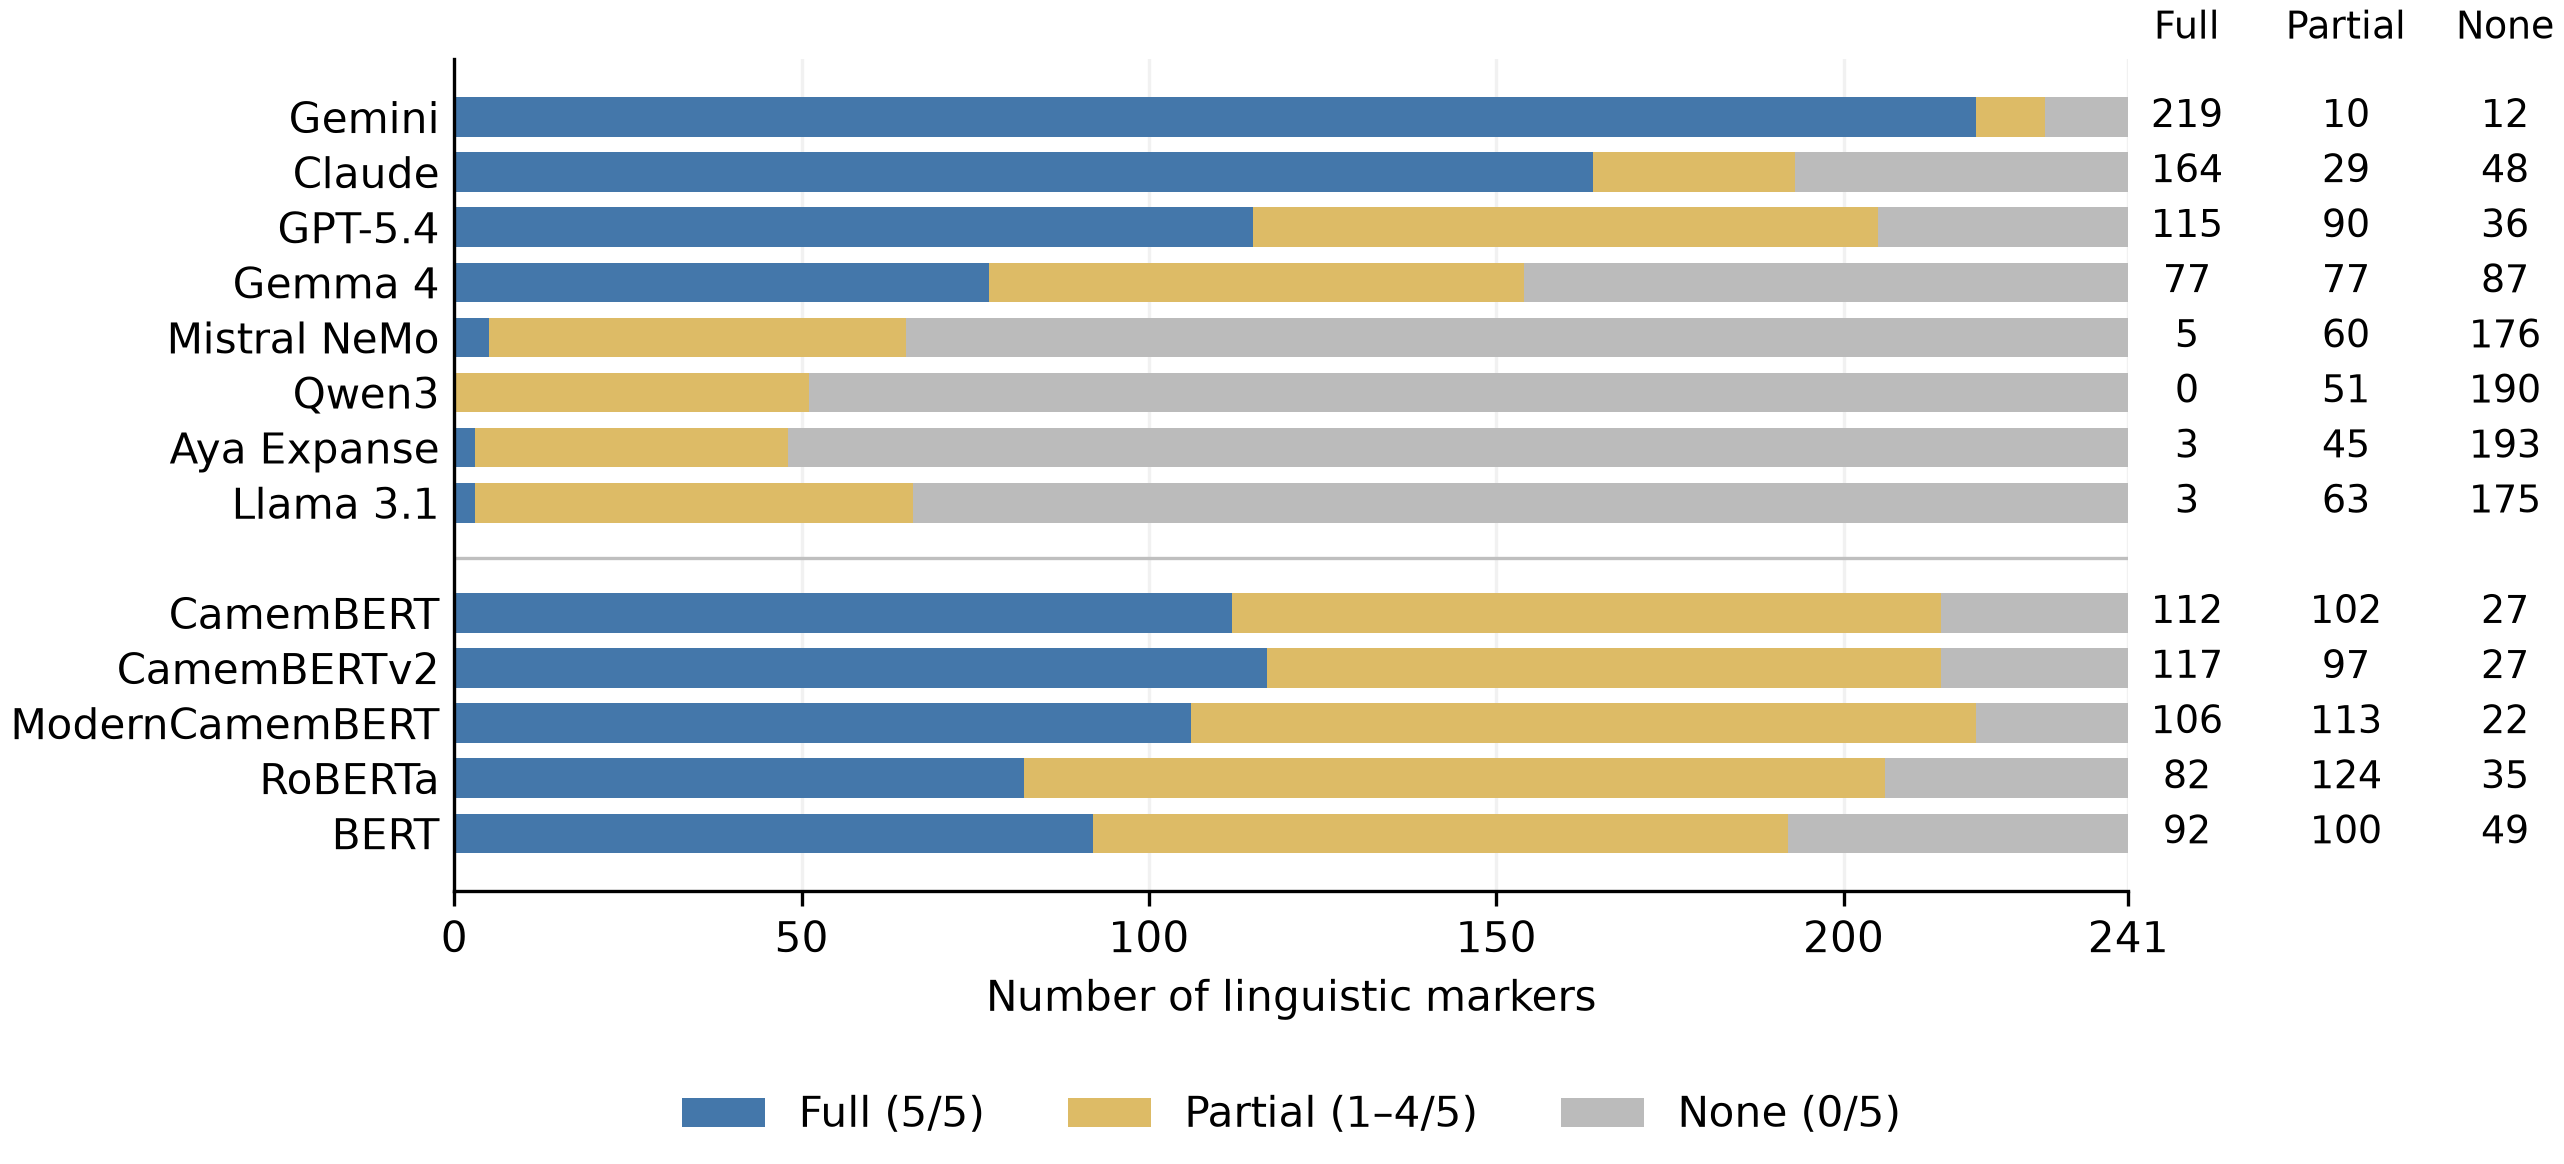 Full Partial None
Gemini 219 10 12
Claude 164 29 48
GPT-5.4 115 90 36
Gemma 4 77 77 87
Mistral NeMo 5 60 176
Qwen3 0 51 190
Aya Expanse 3 45 193
Llama 3.1 3 63 175
CamemBERT 112 102 27
CamemBERTv2 117 97 27
ModernCamemBERT 106 113 22
RoBERTa 82 124 35
BERT 92 100 49
0 50 100 150 200 241
Number of linguistic markers
Full (5/5) Partial (1–4/5) None (0/5)